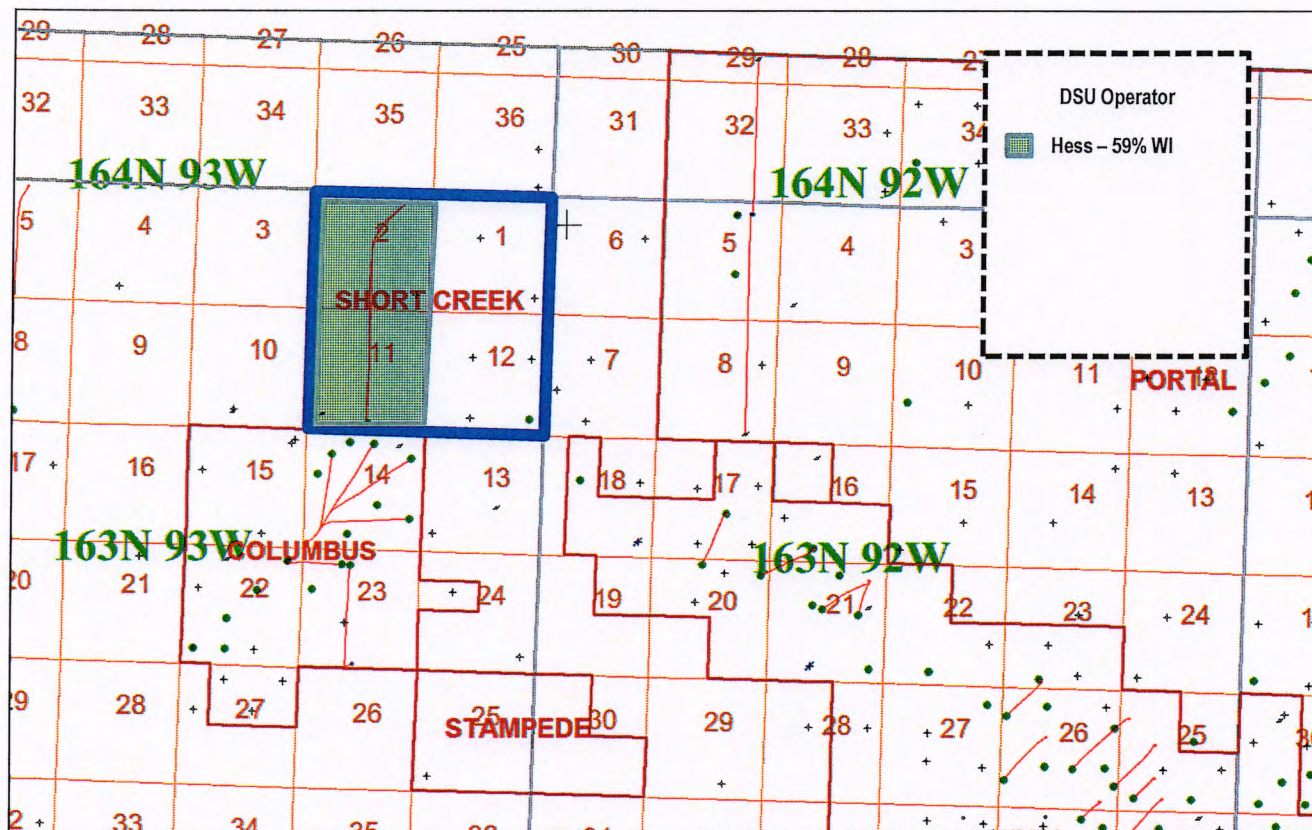 29 28 27 26 25 30 29 28
32 33 34 35 36 31 32 33 34
DSU Operator
Hess – 59% WI
164N 93W
164N 92W
5 4 3 2 1 6 5 4 3
SHORT CREEK
8 9 10 11 12 7 8 9 10 11 12
PORTAL
17 16 15 14 13 18 17 16 15 14 13
163N 93W
COLUMBUS
163N 92W
20 21 22 23 24 19 20 21 22 23 24
29 28 27 26 25 30 29 28 27 26 25
STAMPEDE
33 34